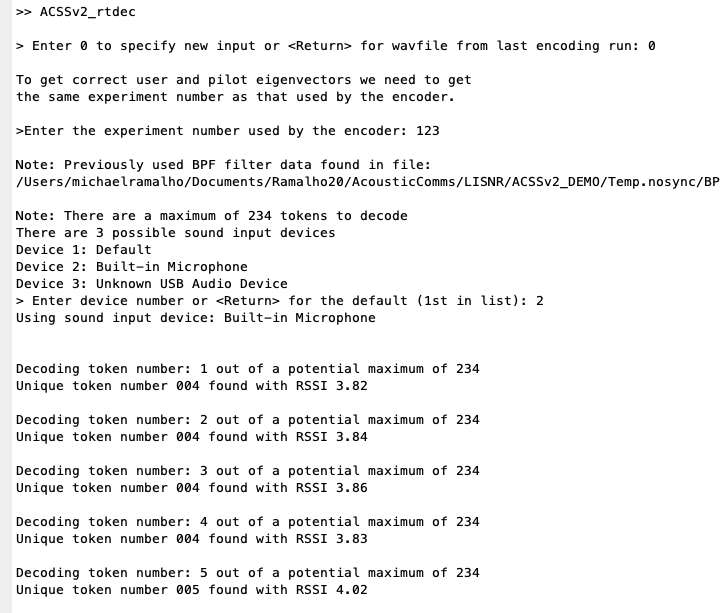 >> ACSSv2_rtdec
> Enter 0 to specify new input or <Return> for wavfile from last encoding run: 0
To get correct user and pilot eigenvectors we need to get
the same experiment number as that used by the encoder.
>Enter the experiment number used by the encoder: 123
Note: Previously used BPF filter data found in file:
/Users/michaelramalho/Documents/Ramalho20/AcousticComms/LISNR/ACSSv2_DEMO/Temp.nosync/BP
Note: There are a maximum of 234 tokens to decode
There are 3 possible sound input devices
Device 1: Default
Device 2: Built-in Microphone
Device 3: Unknown USB Audio Device
> Enter device number or <Return> for the default (1st in list): 2
Using sound input device: Built-in Microphone
Decoding token number: 1 out of a potential maximum of 234
Unique token number 004 found with RSSI 3.82
Decoding token number: 2 out of a potential maximum of 234
Unique token number 004 found with RSSI 3.84
Decoding token number: 3 out of a potential maximum of 234
Unique token number 004 found with RSSI 3.86
Decoding token number: 4 out of a potential maximum of 234
Unique token number 004 found with RSSI 3.83
Decoding token number: 5 out of a potential maximum of 234
Unique token number 005 found with RSSI 4.02